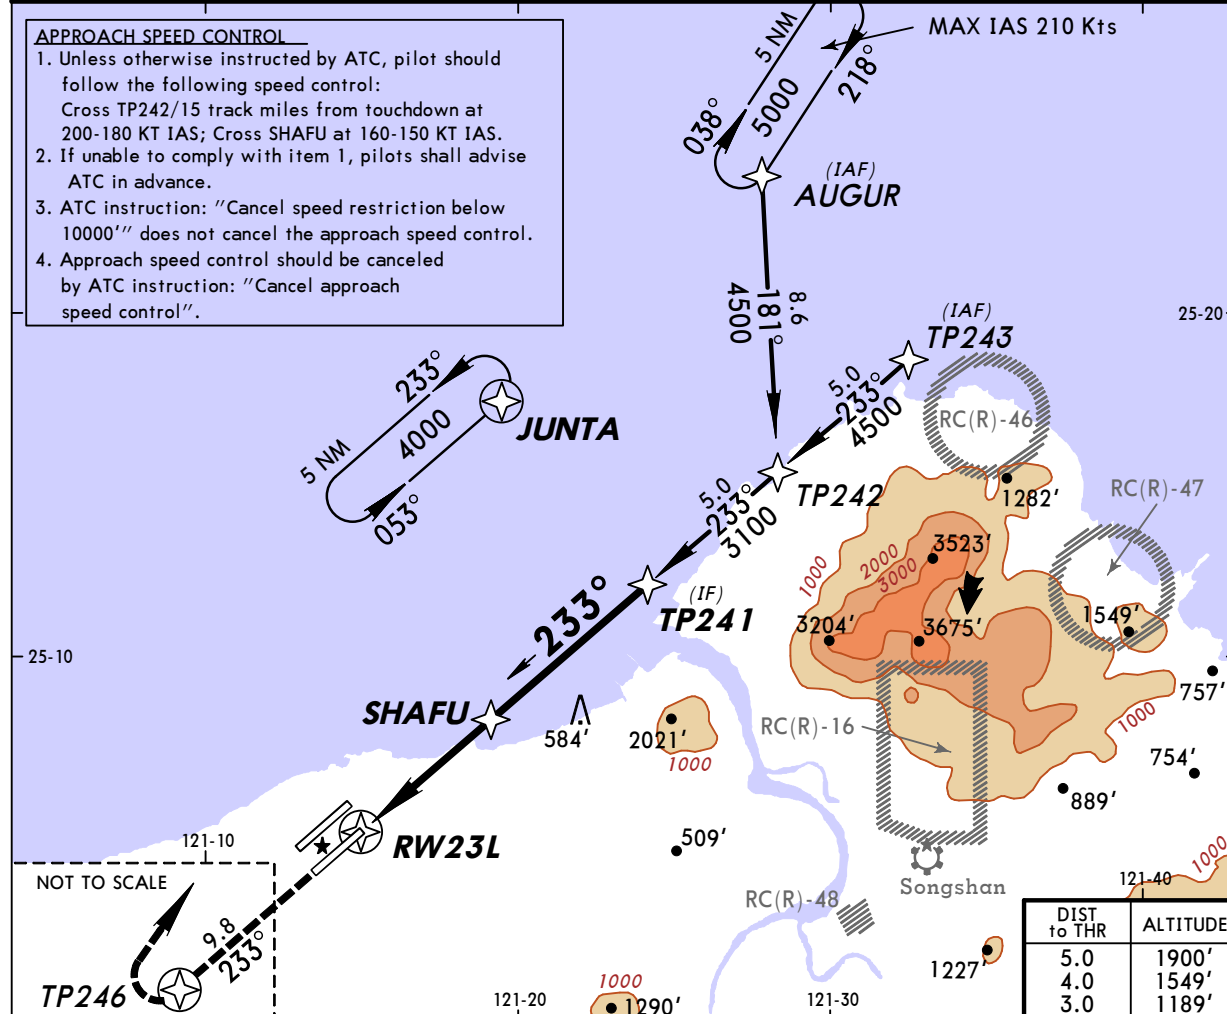 APPROACH SPEED CONTROL
1. Unless otherwise instructed by ATC, pilot should
follow the following speed control:
Cross TP242/15 track miles from touchdown at
200-180 KT IAS; Cross SHAFU at 160-150 KT IAS.
2. If unable to comply with item 1, pilots shall advise
ATC in advance.
3. ATC instruction: "Cancel speed restriction below
10000'" does not cancel the approach speed control.
4. Approach speed control should be canceled
by ATC instruction: "Cancel approach
speed control".
5 NM
MAX IAS 210 Kts
218°
5000
038°
(IAF)
AUGUR
8.6
181°
4500
(IAF)
TP243
25-20
5.0
233°
4500
233°
4000
5 NM
053°
JUNTA
RC(R)-46
TP242
1282'
RC(R)-47
5.0
233°
3100
3523'
1000
2000
3000
(IF)
TP241
233°
3204'
3675'
1549'
25-10
757'
SHAFU
584'
2021'
1000
RC(R)-16
1000
754'
889'
121-10
RW23L
509'
1000
NOT TO SCALE
Songshan
121-40
RC(R)-48
9.8
233°
TP246
1227'
1000
1290'
121-20
121-30
DIST
to THR
ALTITUDE
5.0 1900'
4.0 1549'
3.0 1189'